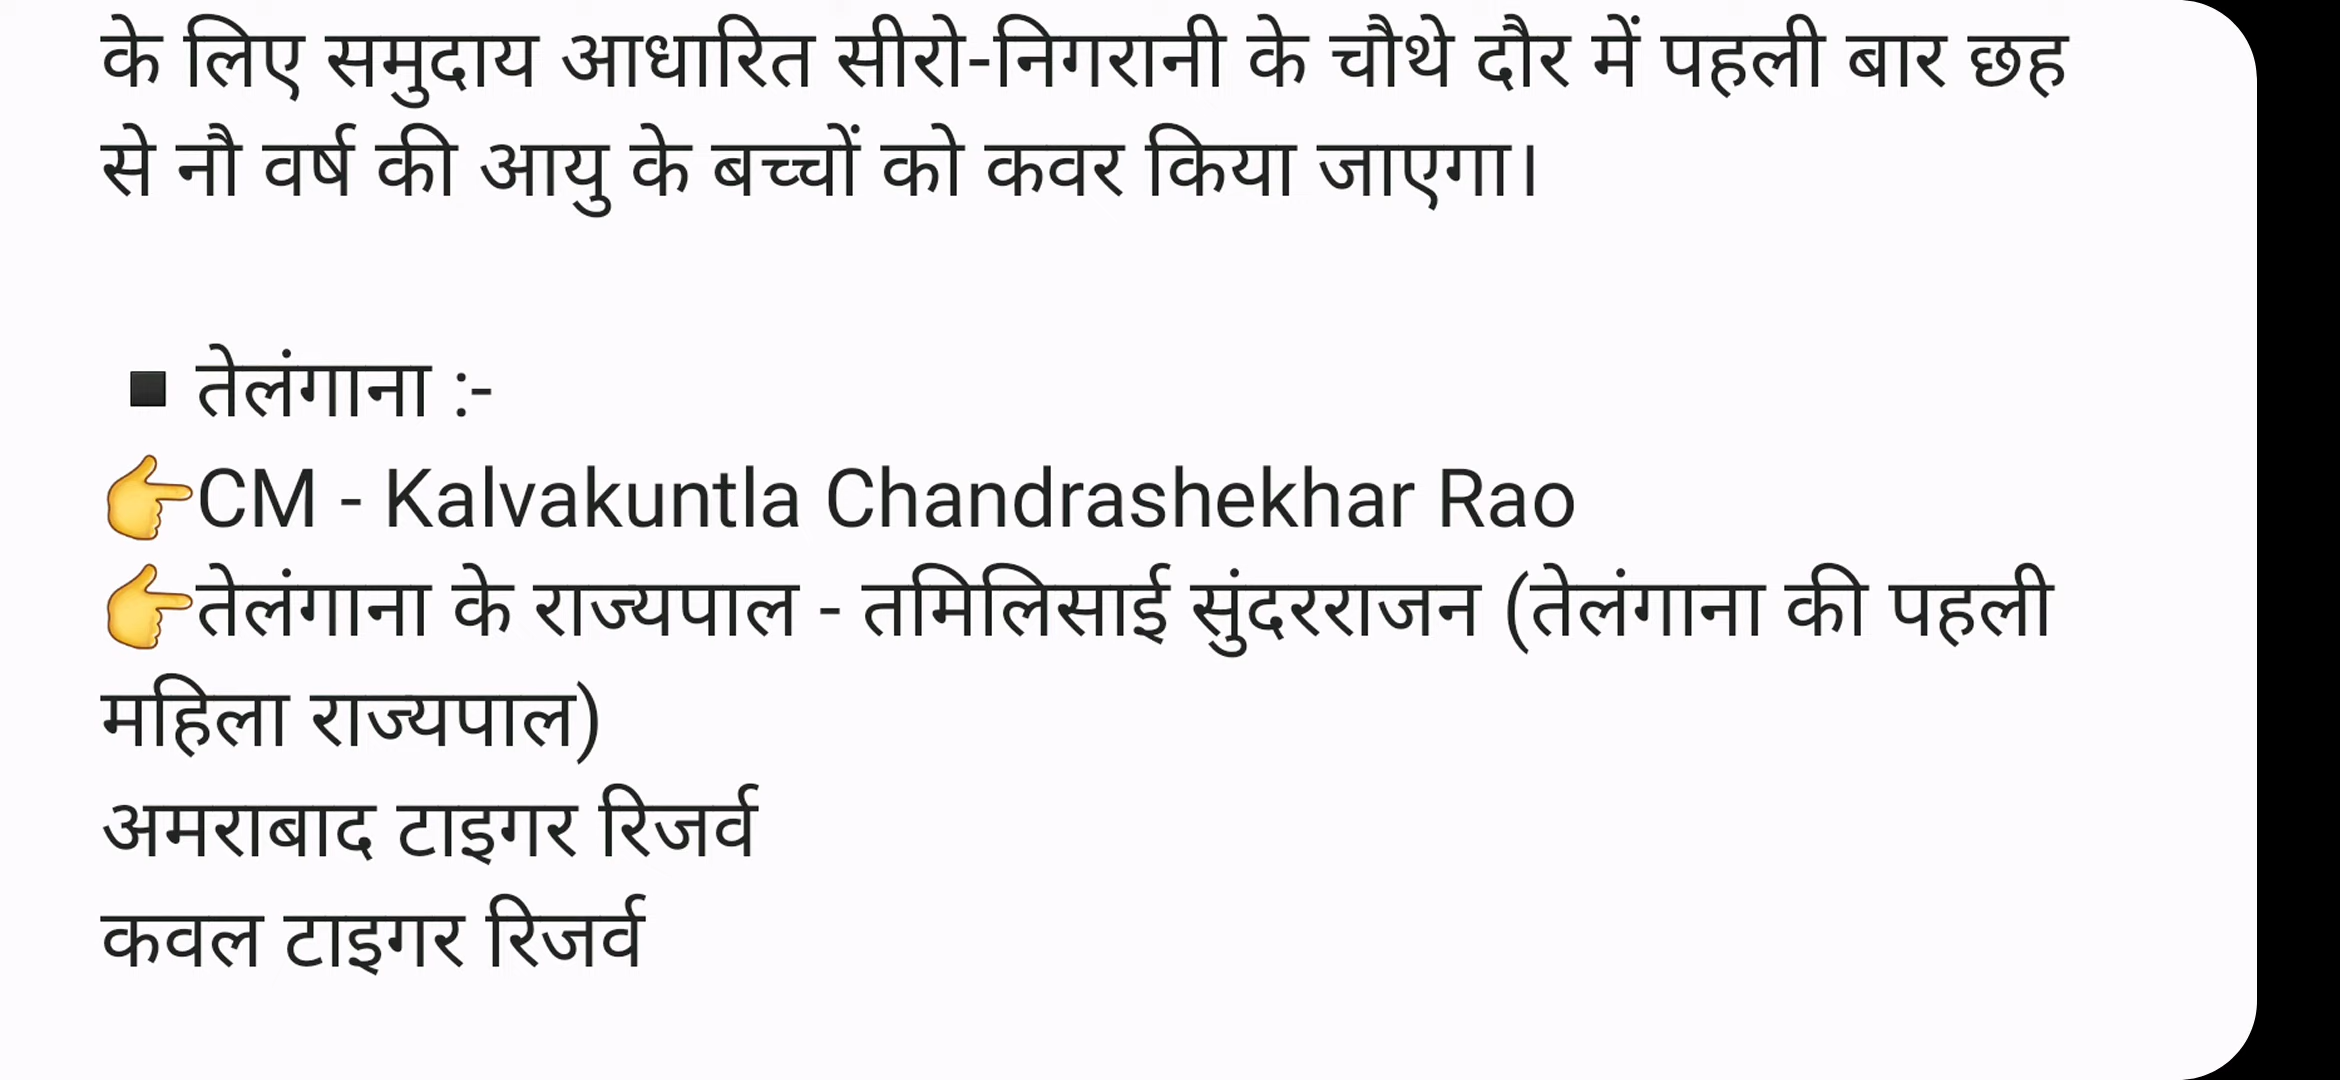 के लिए समुदाय आधारित सीरो-निगरानी के चौथे दौर में पहली बार छह
से नौ वर्ष की आयु के बच्चों को कवर किया जाएगा।
▪️तेलंगाना :-
👉CM - Kalvakuntla Chandrashekhar Rao
👉तेलंगाना के राज्यपाल - तमिलिसाई सुंदरराजन (तेलंगाना की पहली
महिला राज्यपाल)
अमराबाद टाइगर रिजर्व
कवल टाइगर रिजर्व